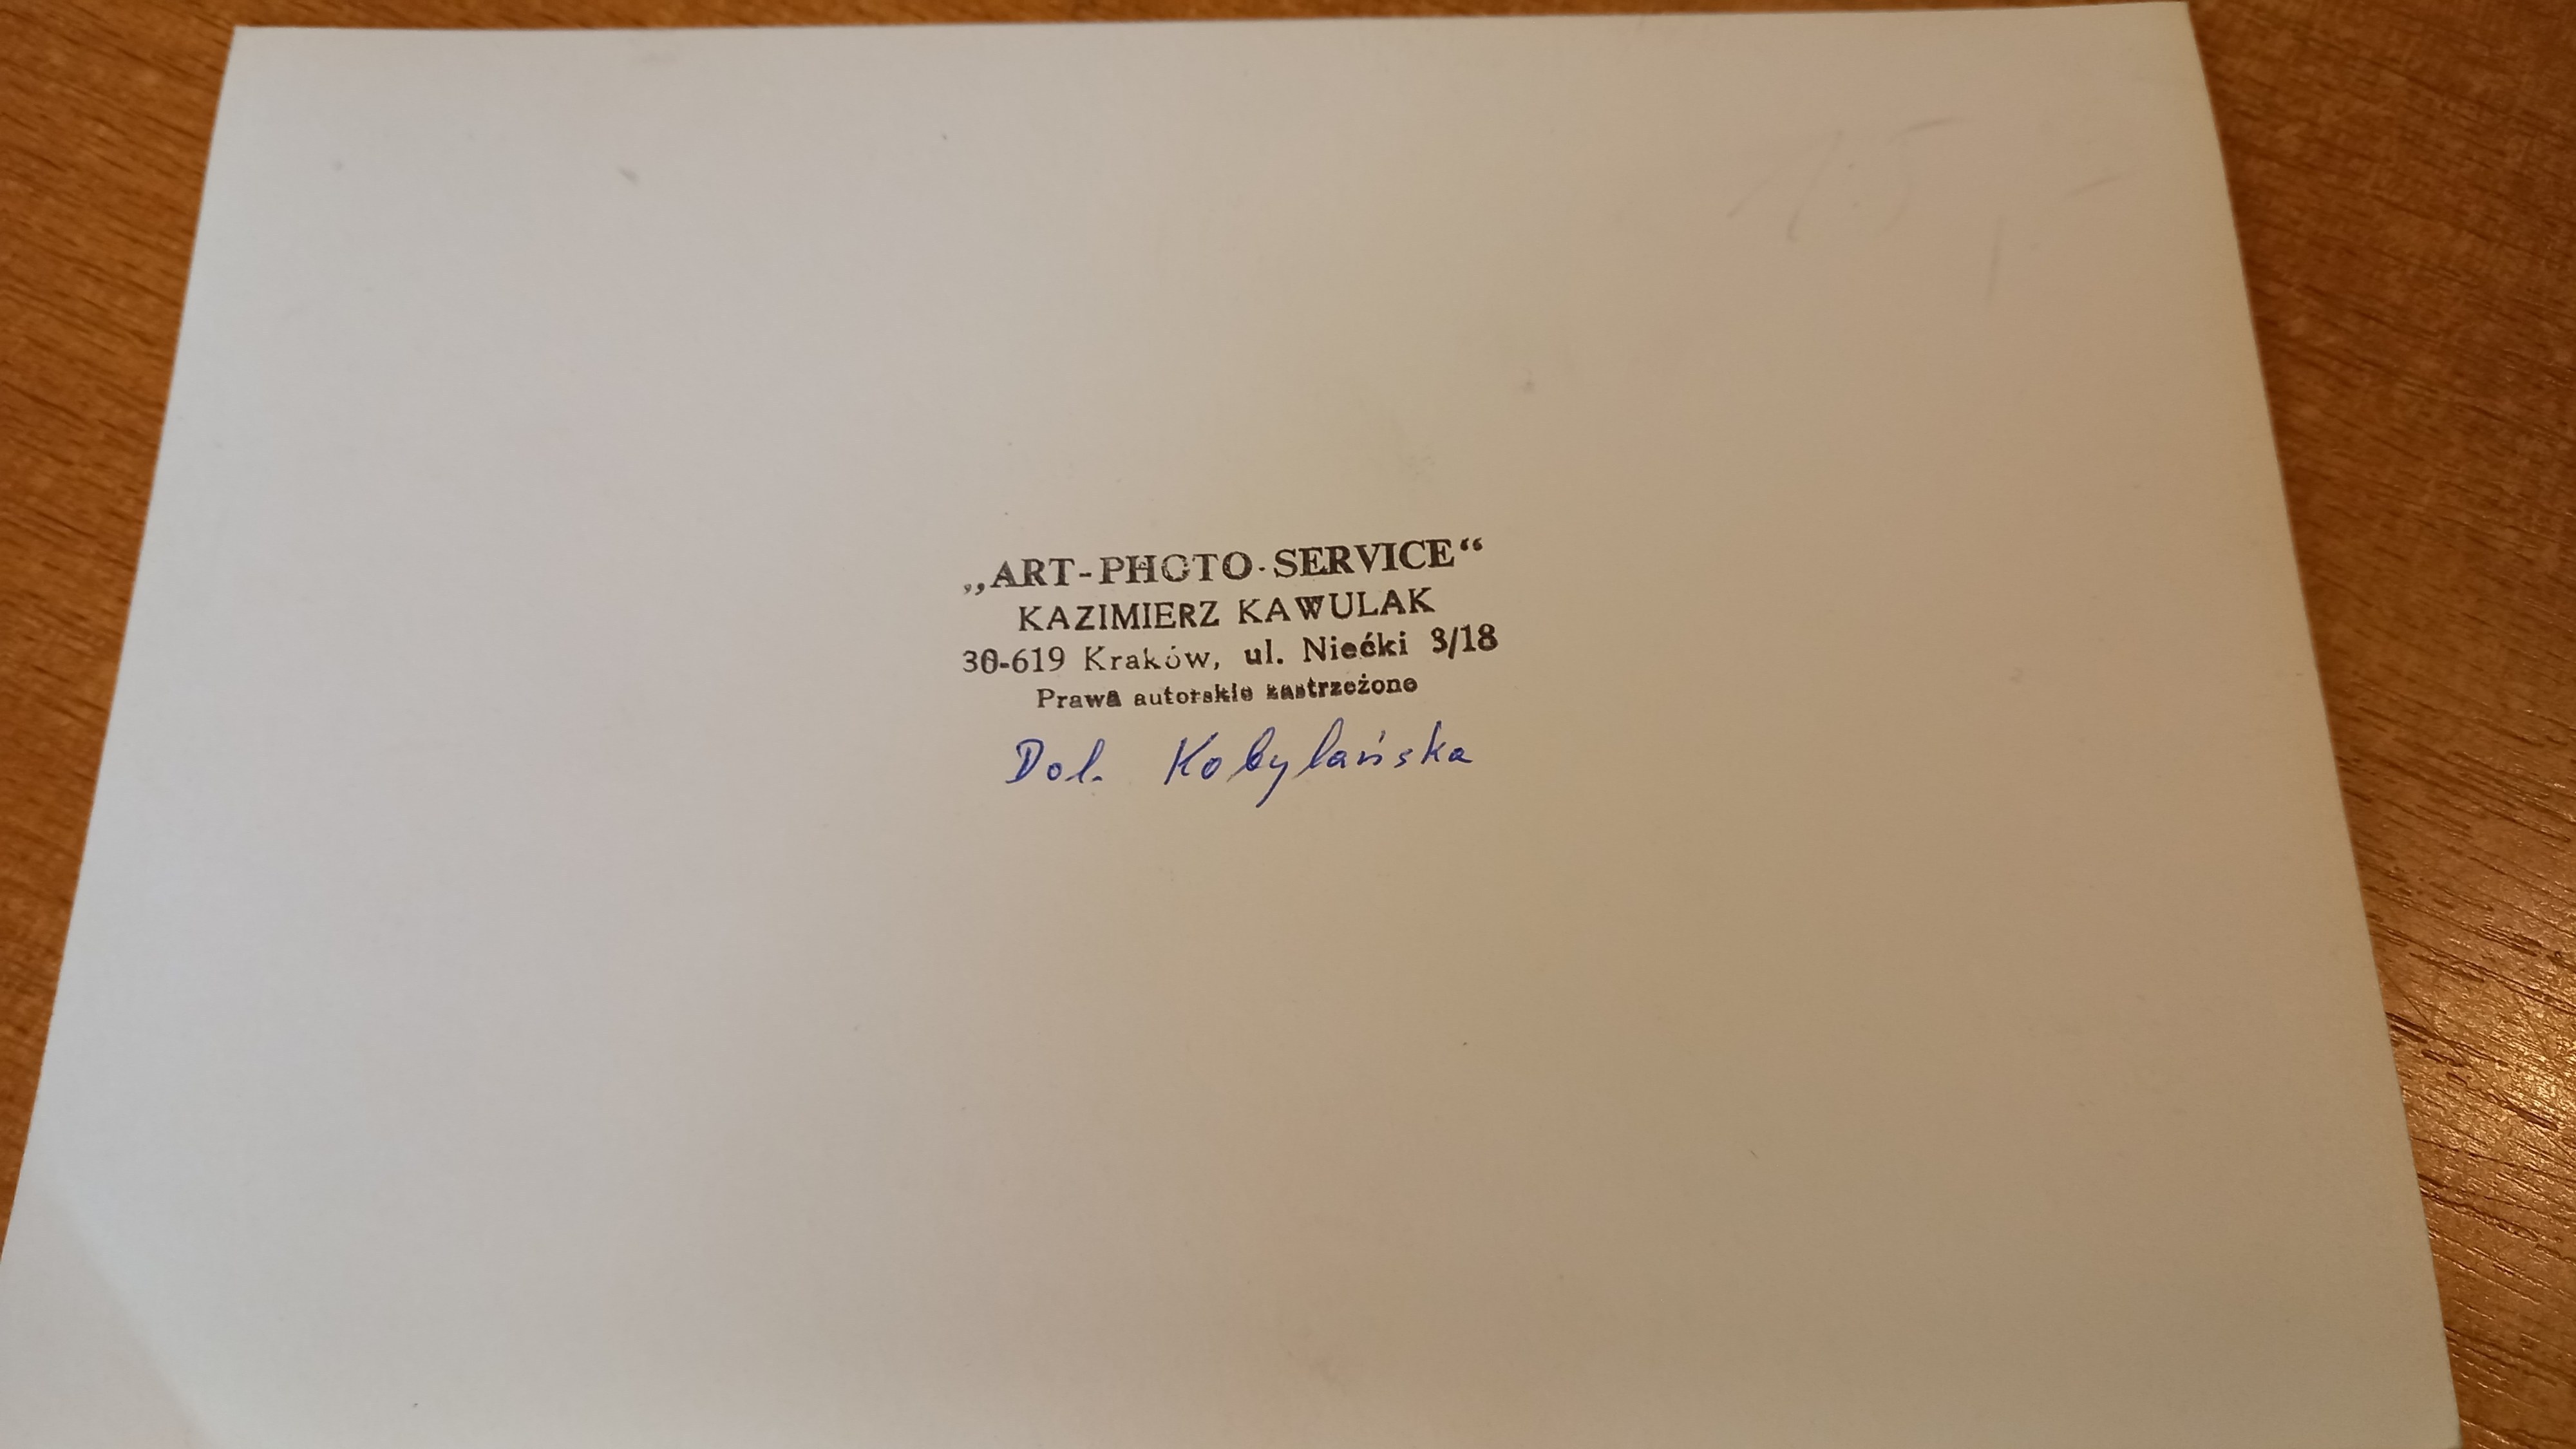 „ART-PHOTO-SERVICE“
KAZIMIERZ KAWULAK
30-619 Kraków, ul. Niećki 3/18
Prawa autorskie zastrzeżone
Dol. Kobylańska